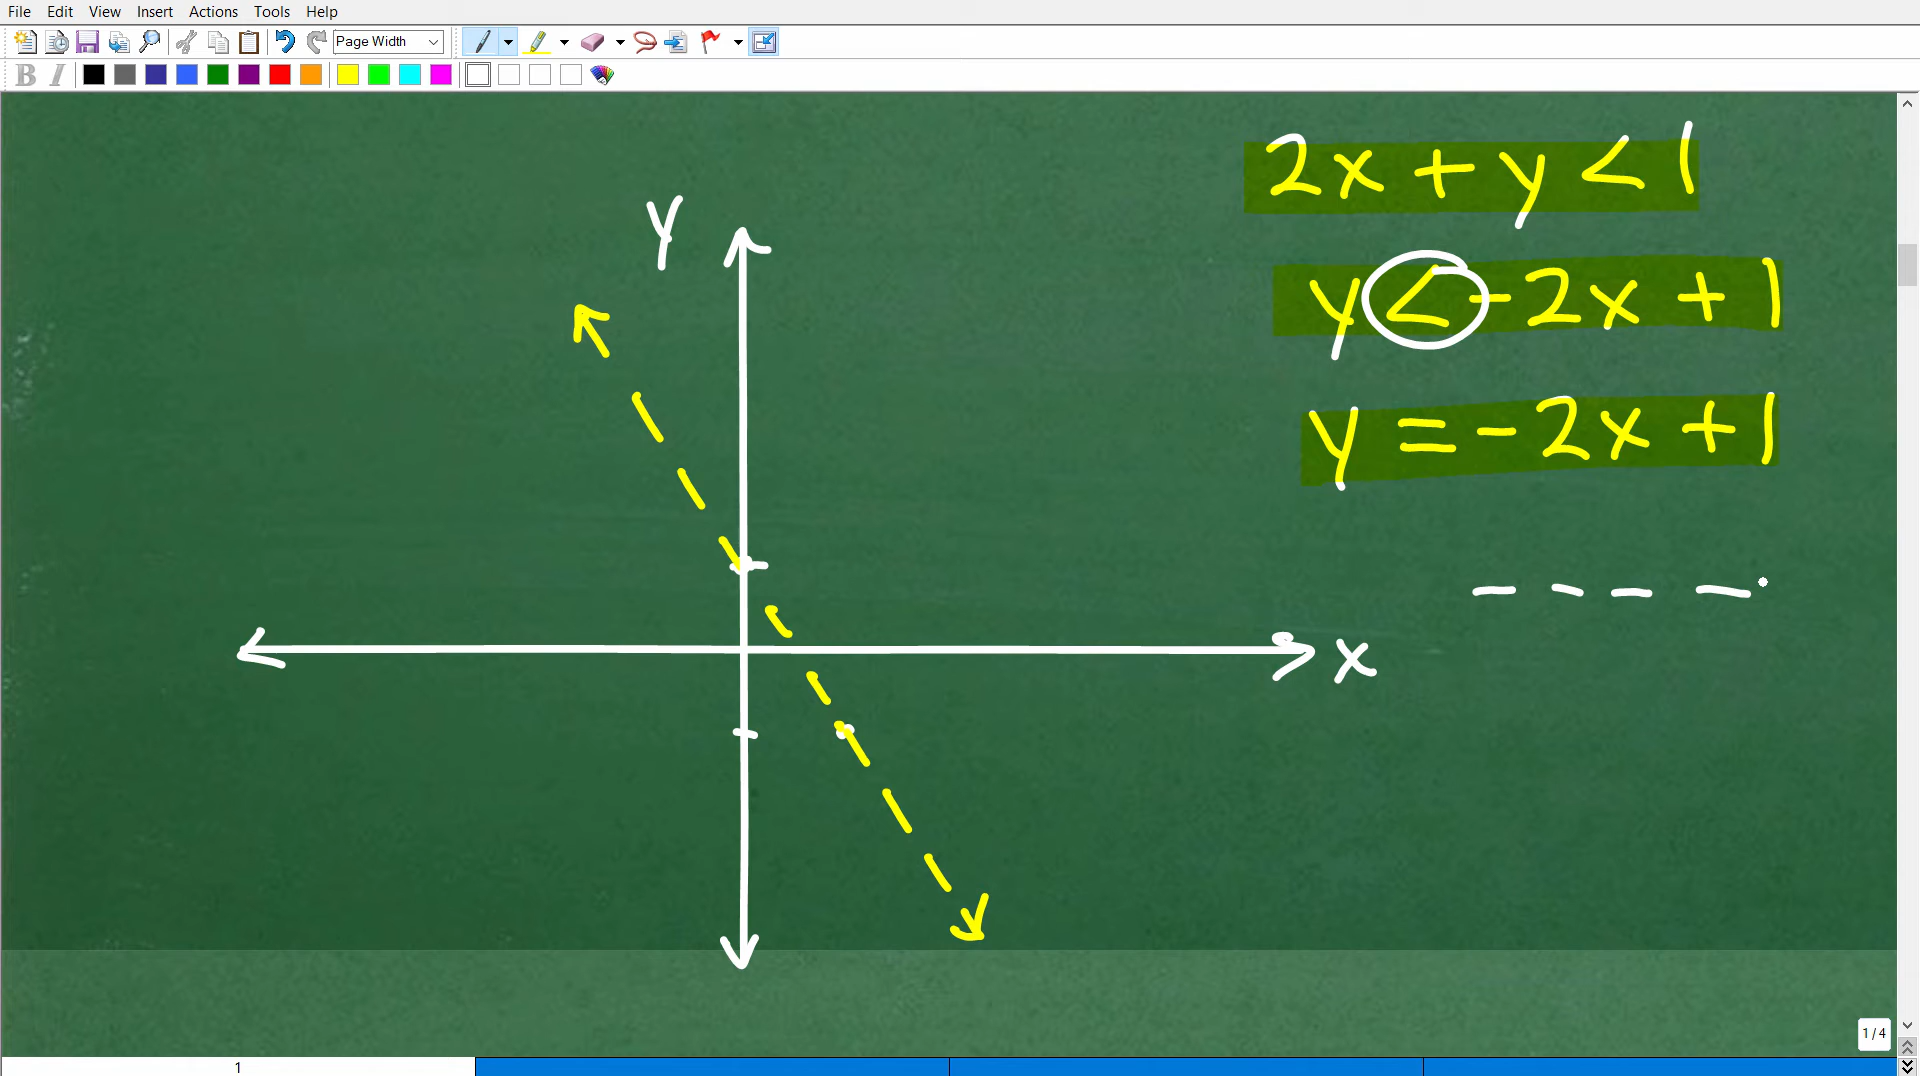 File Edit View Insert Actions Tools Help
Page Width
B I
2x + y < 1
y
y < -2x + 1
y = -2x + 1
x
1 / 4
1